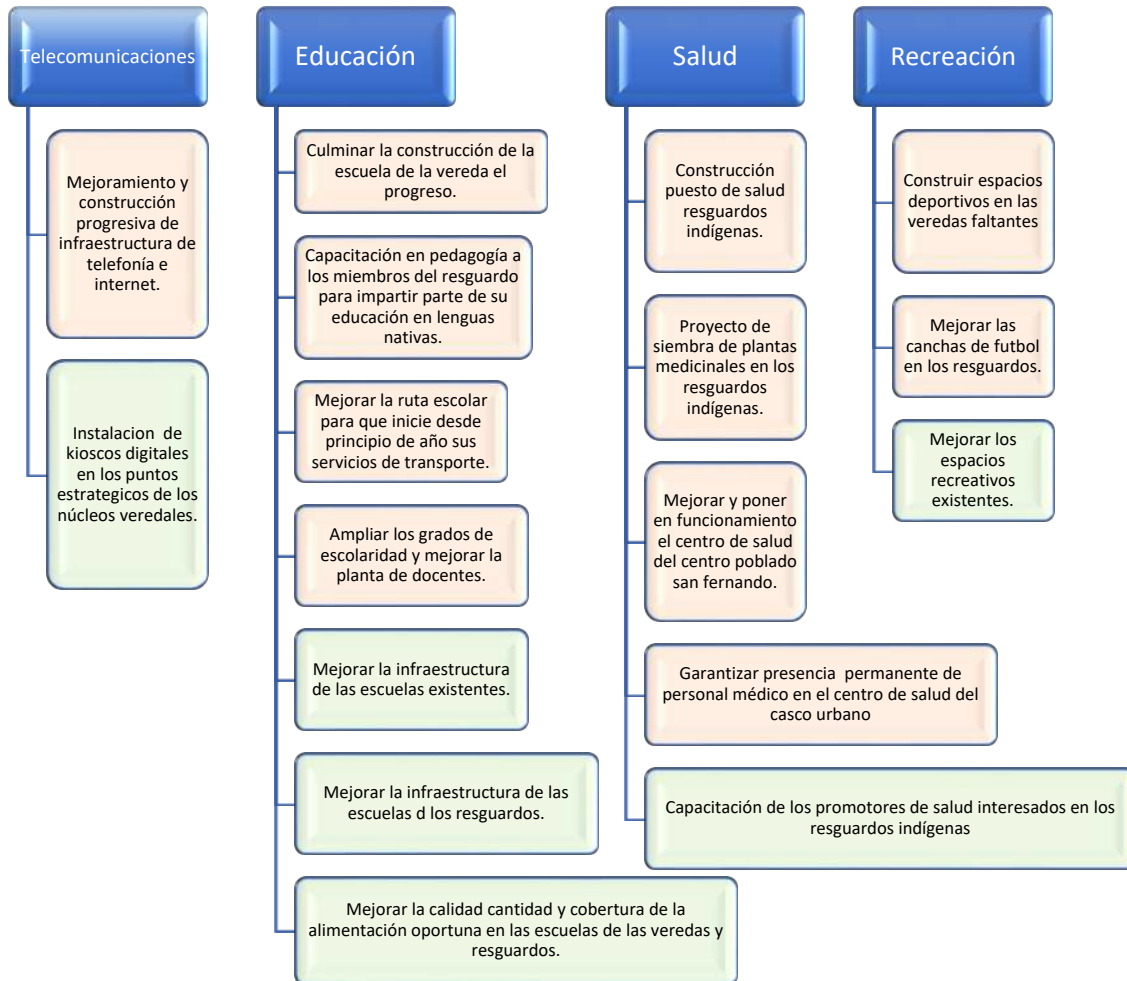 Telecomunicaciones
Mejoramiento y
construcción
progresiva de
infraestructura de
telefonía e
internet.
Instalacion de
kioscos digitales
en los puntos
estrategicos de los
núcleos veredales.
Educación
Culminar la construcción de la
escuela de la vereda el
progreso.
Capacitación en pedagogía a
los miembros del resguardo
para impartir parte de su
educación en lenguas
nativas.
Mejorar la ruta escolar
para que inicie desde
principio de año sus
servicios de transporte.
Ampliar los grados de
escolaridad y mejorar la
planta de docentes.
Mejorar la infraestructura
de las escuelas existentes.
Mejorar la infraestructura de las
escuelas d los resguardos.
Mejorar la calidad cantidad y cobertura de la
alimentación oportuna en las escuelas de las veredas y
resguardos.
Salud
Construcción
puesto de salud
resguardos
indígenas.
Proyecto de
siembra de plantas
medicinales en los
resguardos
indígenas.
Mejorar y poner
en funcionamiento
el centro de salud
del centro poblado
san fernando.
Garantizar presencia permanente de
personal médico en el centro de salud del
casco urbano
Capacitación de los promotores de salud interesados en los
resguardos indígenas
Recreación
Construir espacios
deportivos en las
veredas faltantes
Mejorar las
canchas de futbol
en los resguardos.
Mejorar los
espacios
recreativos
existentes.